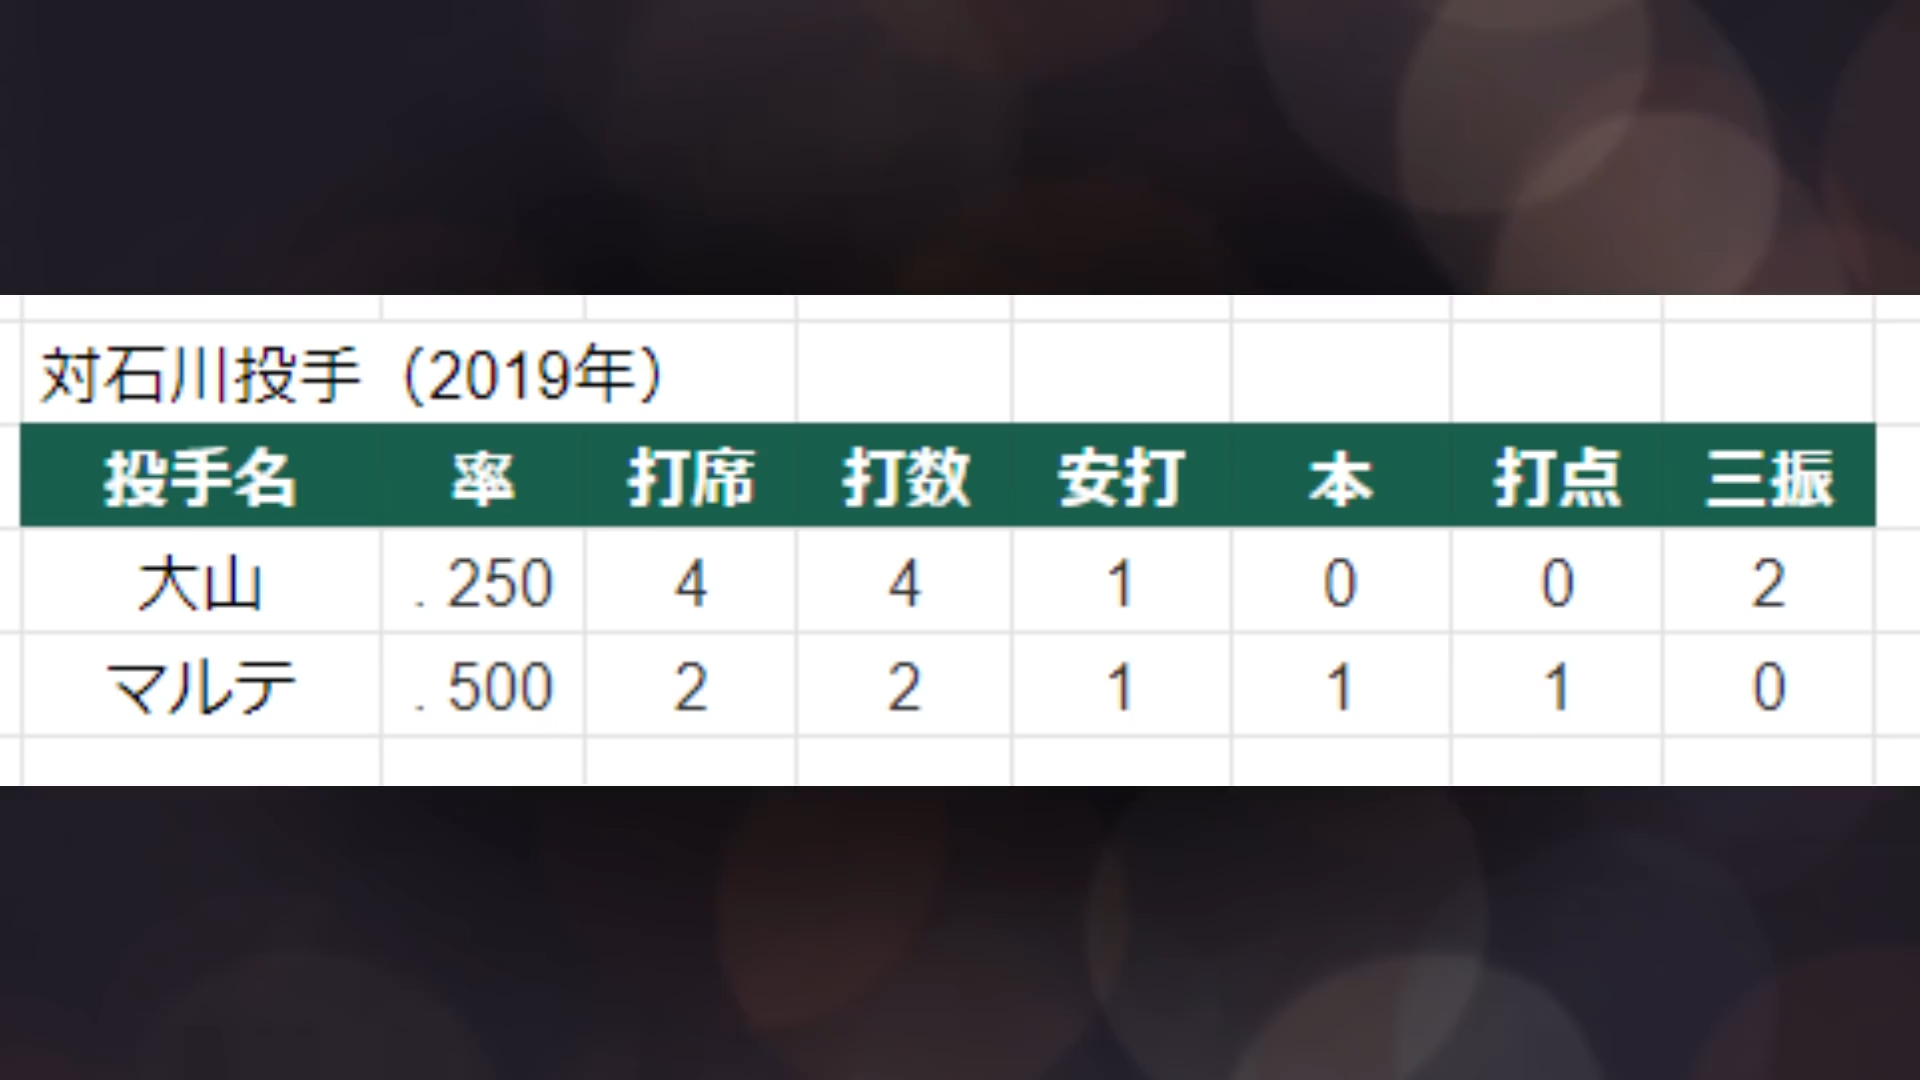 対石川投手（2019年）
投手名 率 打席 打数 安打 本 打点 三振
大山 . 250 4 4 1 0 0 2
マルテ . 500 2 2 1 1 1 0